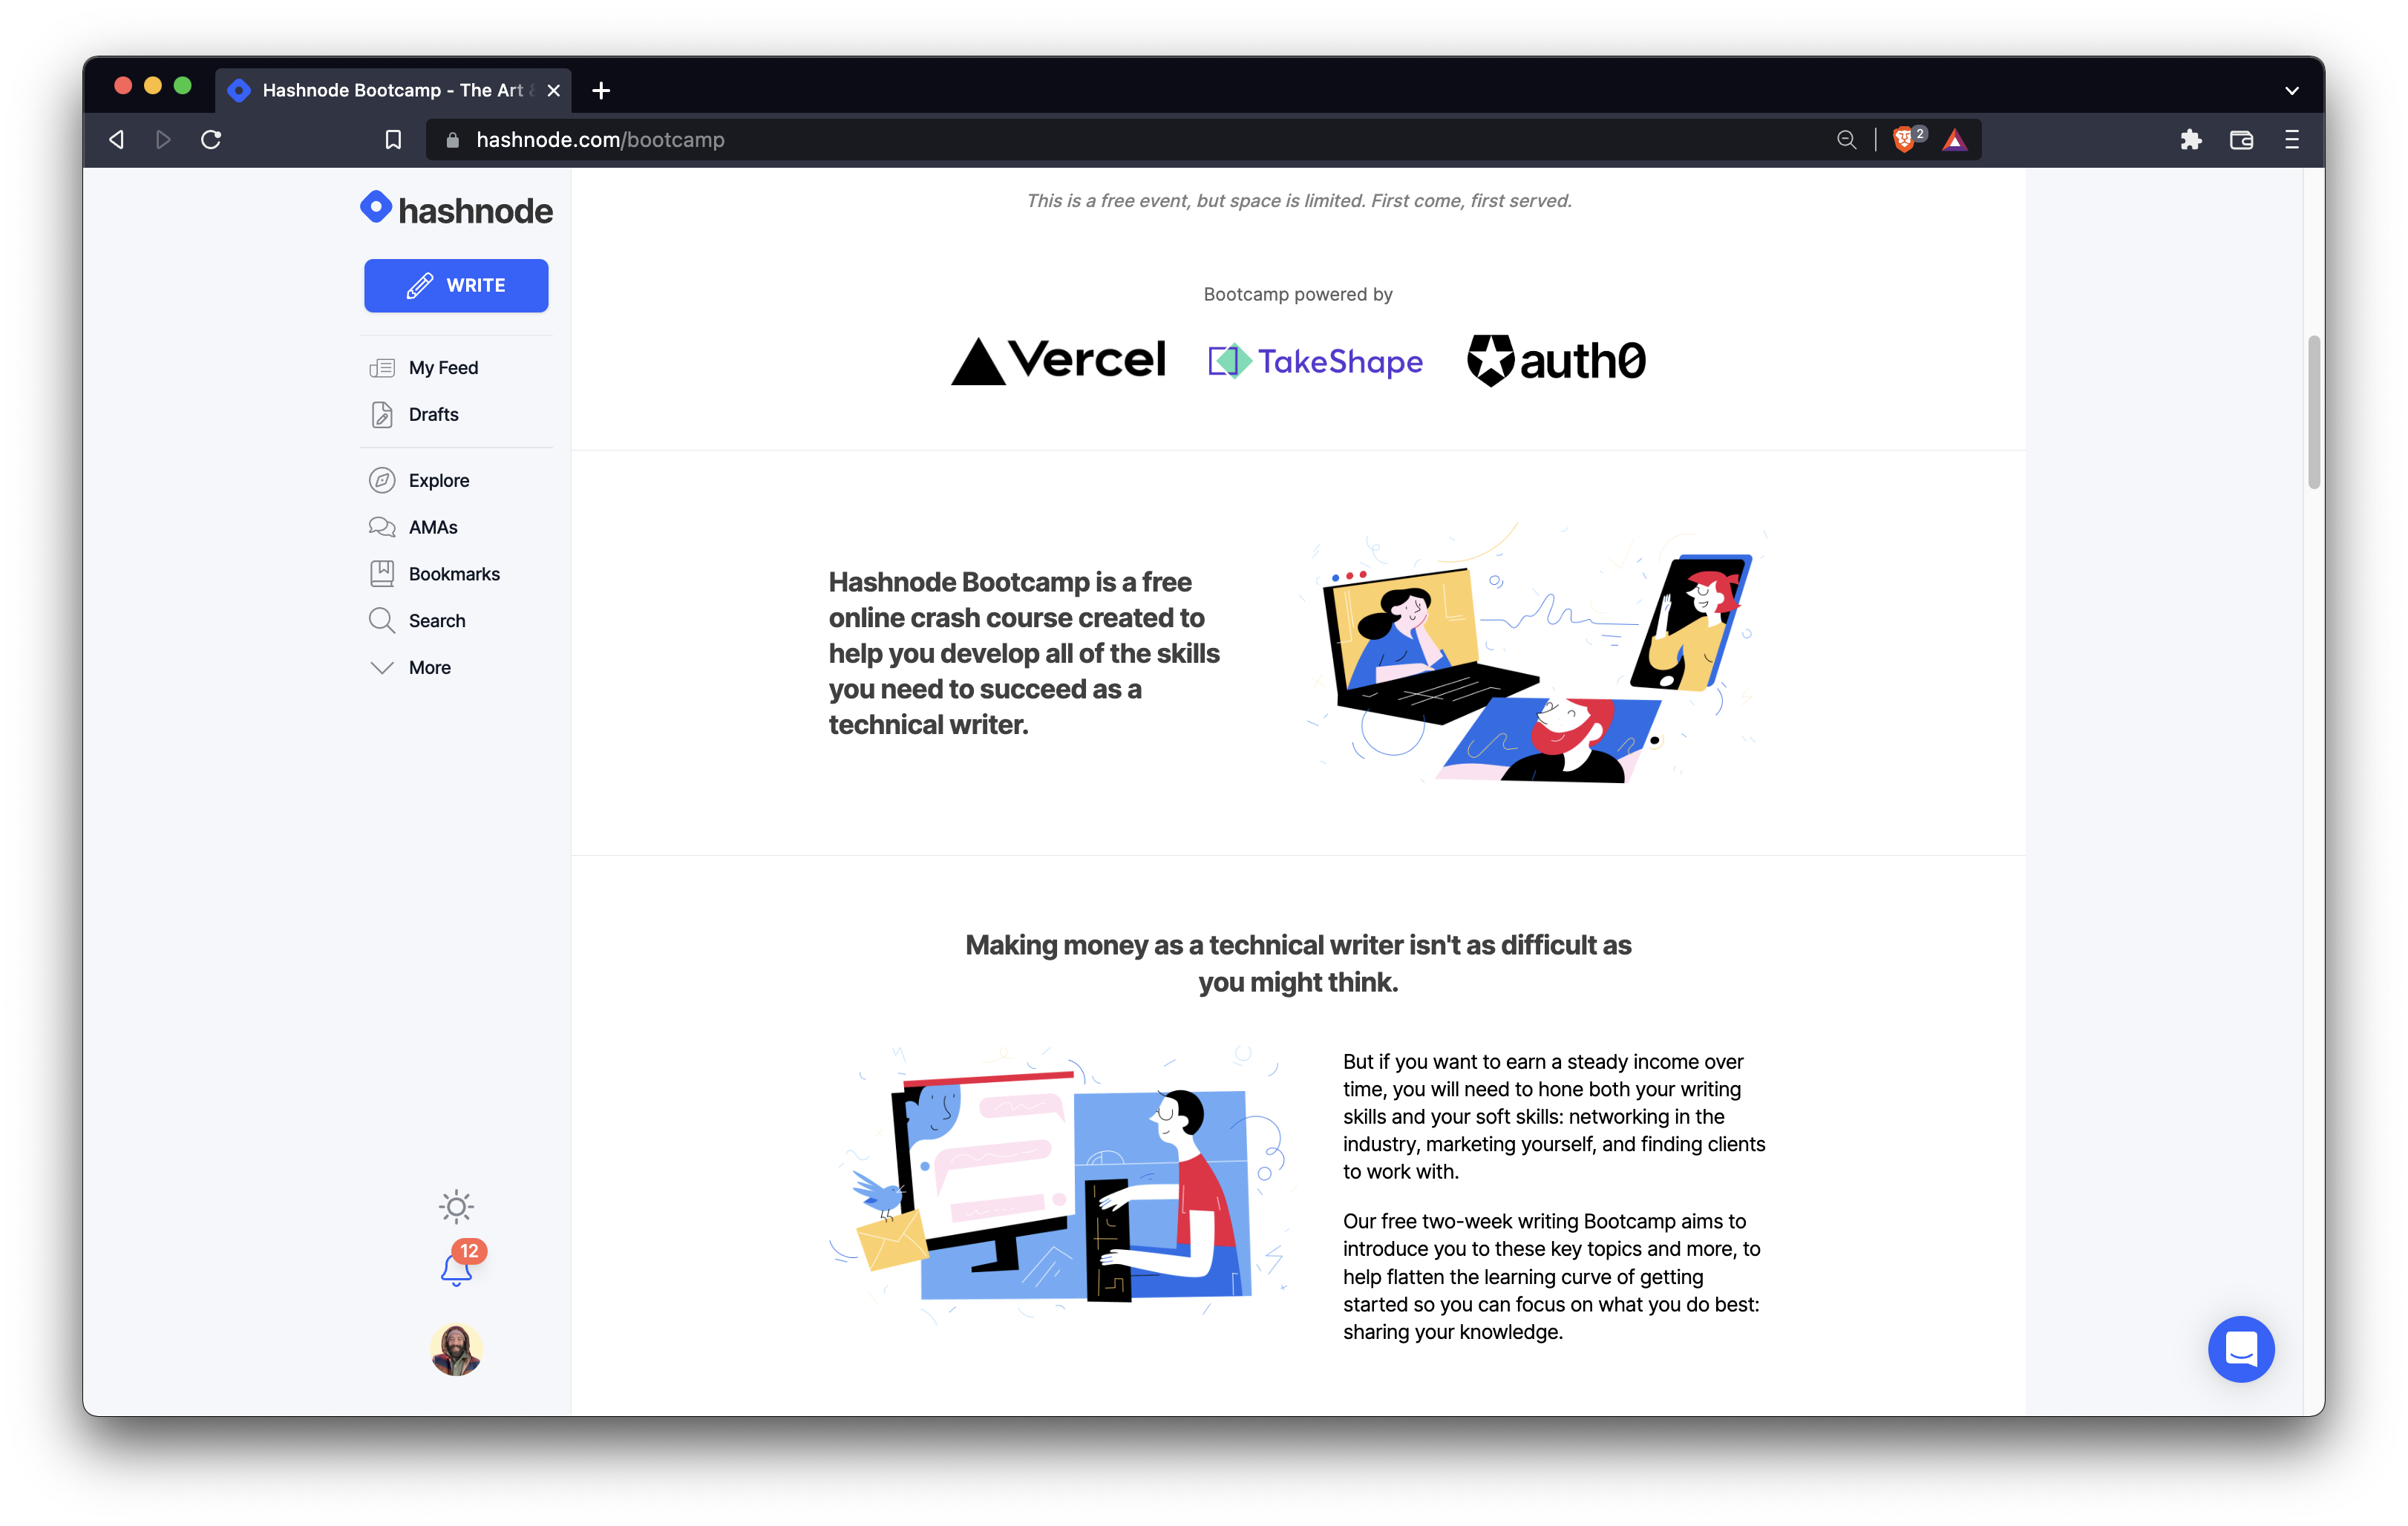 Hashnode Bootcamp - The Art
hashnode.com/bootcamp
2
hashnode
WRITE
My Feed
Drafts
Explore
AMAs
Bookmarks
Search
More
12
This is a free event, but space is limited. First come, first served.
Bootcamp powered by
Vercel
TakeShape
auth0
Hashnode Bootcamp is a free
online crash course created to
help you develop all of the skills
you need to succeed as a
technical writer.
Making money as a technical writer isn't as difficult as
you might think.
But if you want to earn a steady income over
time, you will need to hone both your writing
skills and your soft skills: networking in the
industry, marketing yourself, and finding clients
to work with.
Our free two-week writing Bootcamp aims to
introduce you to these key topics and more, to
help flatten the learning curve of getting
started so you can focus on what you do best:
sharing your knowledge.